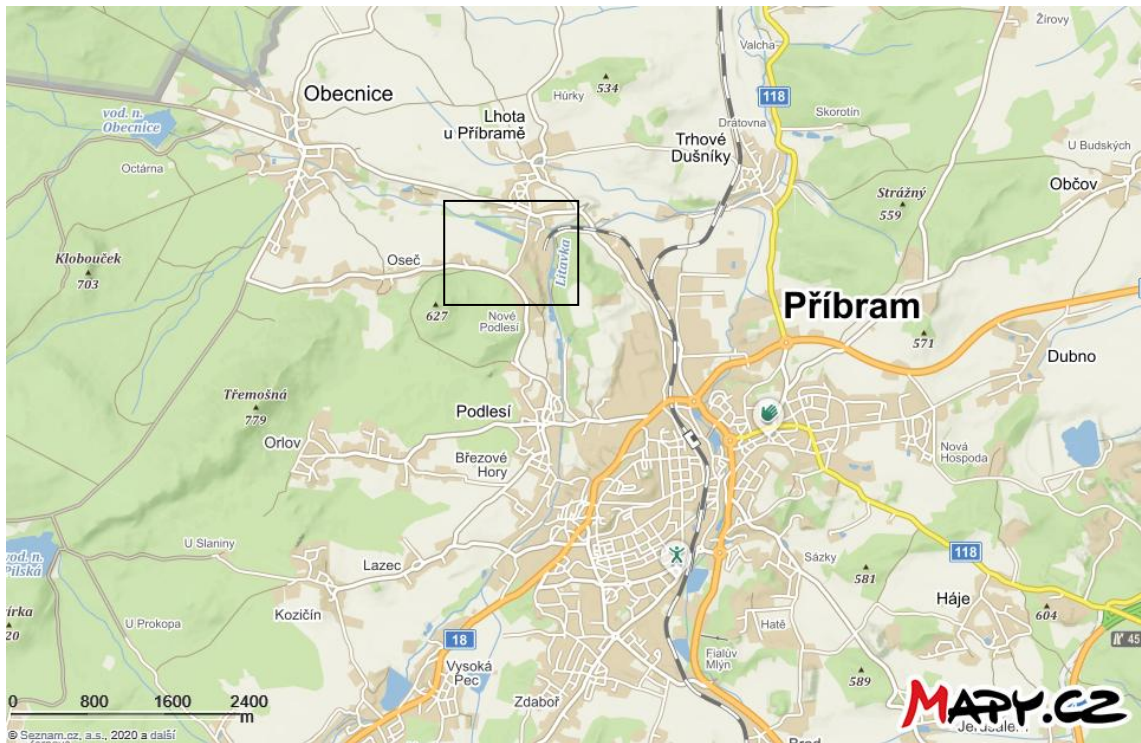 Žírovy
Valcha
Obecnice
Hůrky
534
118
vod. n.
Obecnice
Lhota
u Příbramě
Skorotín
Drátovna
Trhové
Dušníky
U Budských
Octárna
Strážný
559
Občov
Klobouček
703
Oseč
Litavka
627
Nové
Podlesí
Příbram
571
Dubno
Třemošná
779
Podlesí
Orlov
Březové
Hory
Nová
Hospoda
U Slaniny
vod. n.
Pilská
Lazec
Sázky
118
581
Kozičín
Háje
604
U Prokopa
20
Hatě
18
45
Fialův
Mlýn
Vysoká
Pec
589
0 800 1600 2400
m
Zdaboř
MAPY.CZ
© Seznam.cz, a.s., 2020 a další